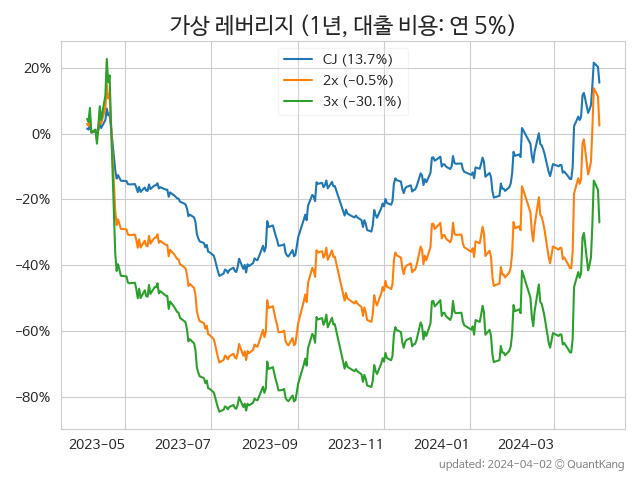 가상 레버리지 (1년, 대출 비용: 연 5%)
CJ (13.7%)
2x (−0.5%)
3x (−30.1%)
20%
0%
−20%
−40%
−60%
−80%
2023-05 2023-07 2023-09 2023-11 2024-01 2024-03
updated: 2024-04-02 © QuantKang